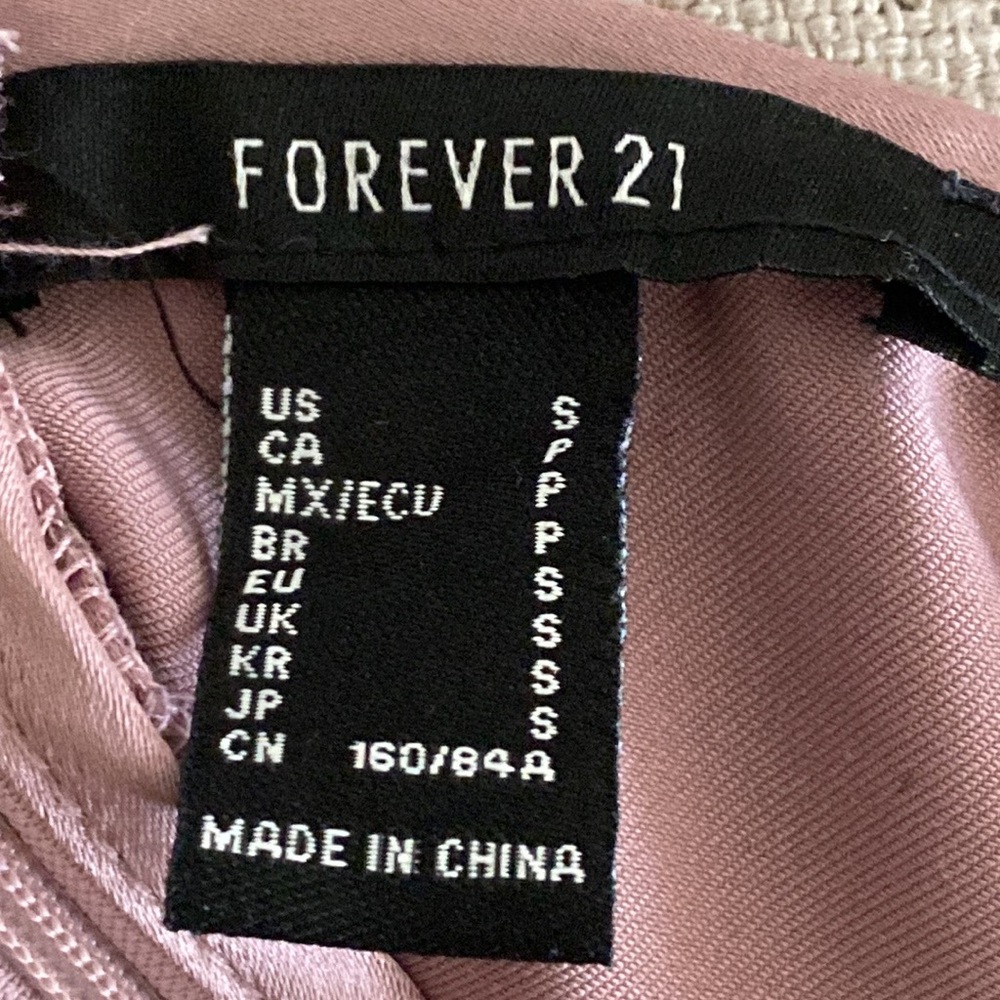 FOREVER 21
US S
CA P
MX/ECU P
BR P
EU S
UK S
KR S
JP S
CN 160/84A
MADE IN CHINA